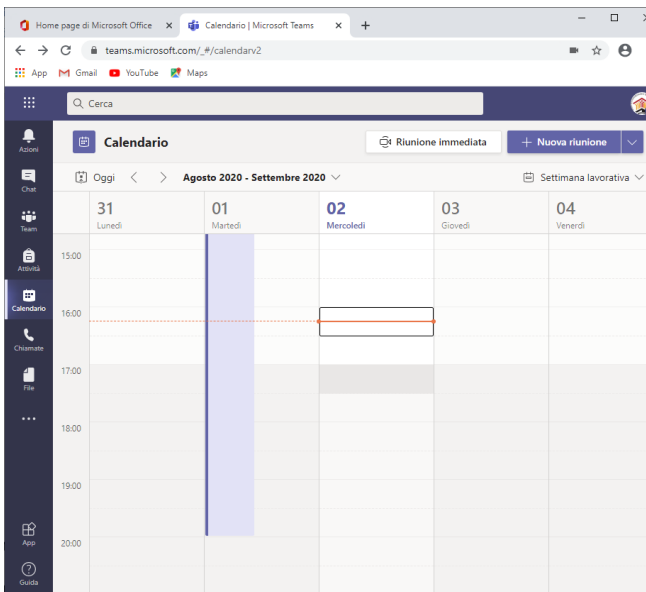 Home page di Microsoft Office
Calendario | Microsoft Teams
teams.microsoft.com/_#/calendarv2
App Gmail YouTube Maps
Cerca
Azioni
Chat
Team
Attività
Calendario
Chiamate
File
App
Guida
Calendario
Riunione immediata
Nuova riunione
Oggi
Agosto 2020 - Settembre 2020
Settimana lavorativa
31 01 02 03 04
Lunedì Martedì Mercoledì Giovedì Venerdì
15:00
16:00
17:00
18:00
19:00
20:00